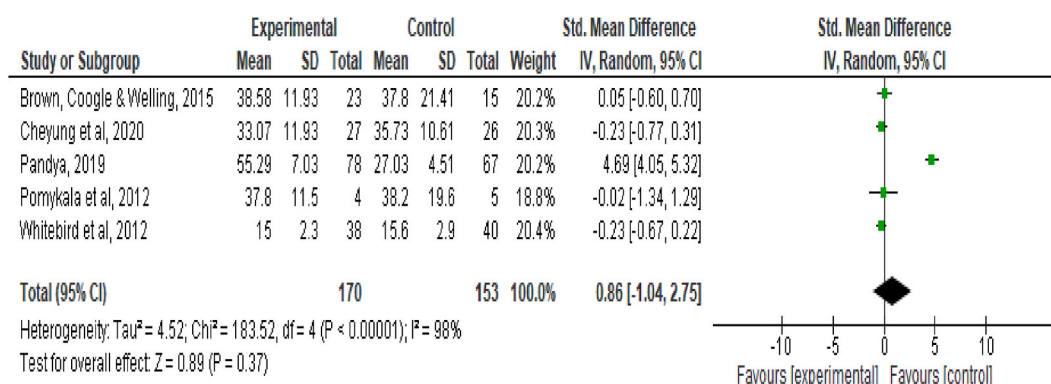 Experimental Control Std. Mean Difference Std. Mean Difference
Study or Subgroup Mean SD Total Mean SD Total Weight IV, Random, 95% CI IV, Random, 95% CI
Brown, Coogle & Welling, 2015 38.58 11.93 23 37.8 21.41 15 20.2% 0.05 [-0.60, 0.70]
Cheyung et al, 2020 33.07 11.93 27 35.73 10.61 26 20.3% -0.23 [-0.77, 0.31]
Pandya, 2019 55.29 7.03 78 27.03 4.51 67 20.2% 4.69 [4.05, 5.32]
Pomykala et al, 2012 37.8 11.5 4 38.2 19.6 5 18.8% -0.02 [-1.34, 1.29]
Whitebird et al, 2012 15 2.3 38 15.6 2.9 40 20.4% -0.23 [-0.67, 0.22]
Total (95% CI) 170 153 100.0% 0.86 [-1.04, 2.75]
Heterogeneity: Tau² = 4.52; Chi² = 183.52, df = 4 (P < 0.00001); I² = 98%
Test for overall effect: Z = 0.89 (P = 0.37)
-10 -5 0 5 10
Favours [experimental] Favours [control]